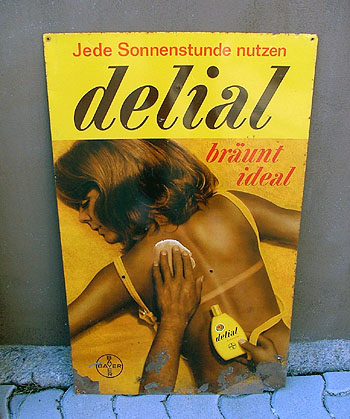 Jede Sonnenstunde nutzen
delial
bräunt
ideal
delial
BAYER